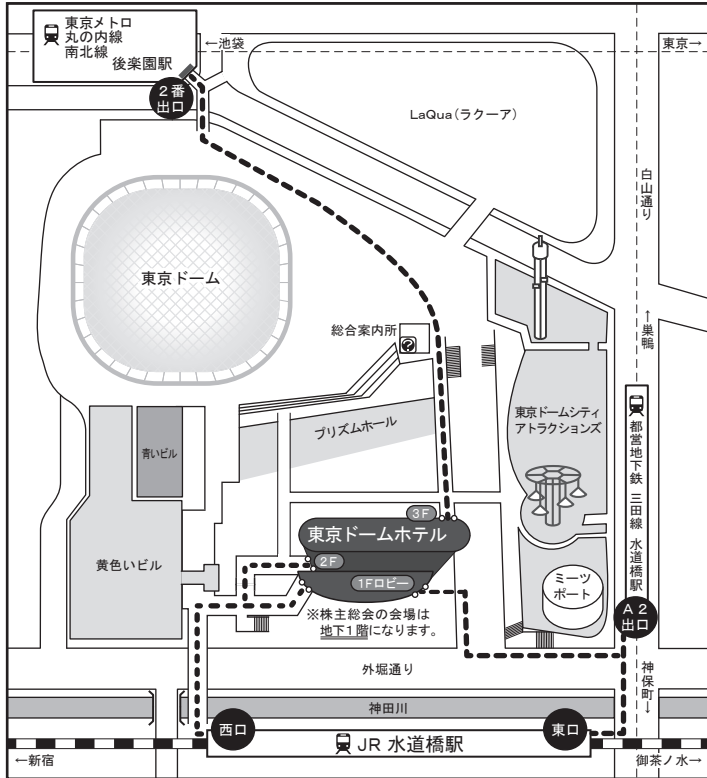 東京メトロ
丸の内線
南北線
後楽園駅
←池袋
東京→
2番
出口
LaQua（ラクーア）
白山通り
東京ドーム
←巣鴨
総合案内所
東京ドームシティ
アトラクションズ
プリズムホール
青いビル
都営地下鉄 三田線 水道橋駅
3F
東京ドームホテル
2F
黄色いビル
1Fロビー
ミーツ
ポート
A2
出口
※株主総会の会場は
地下1階になります。
外堀通り
神保町→
神田川
西口
東口
JR 水道橋駅
←新宿
御茶ノ水→